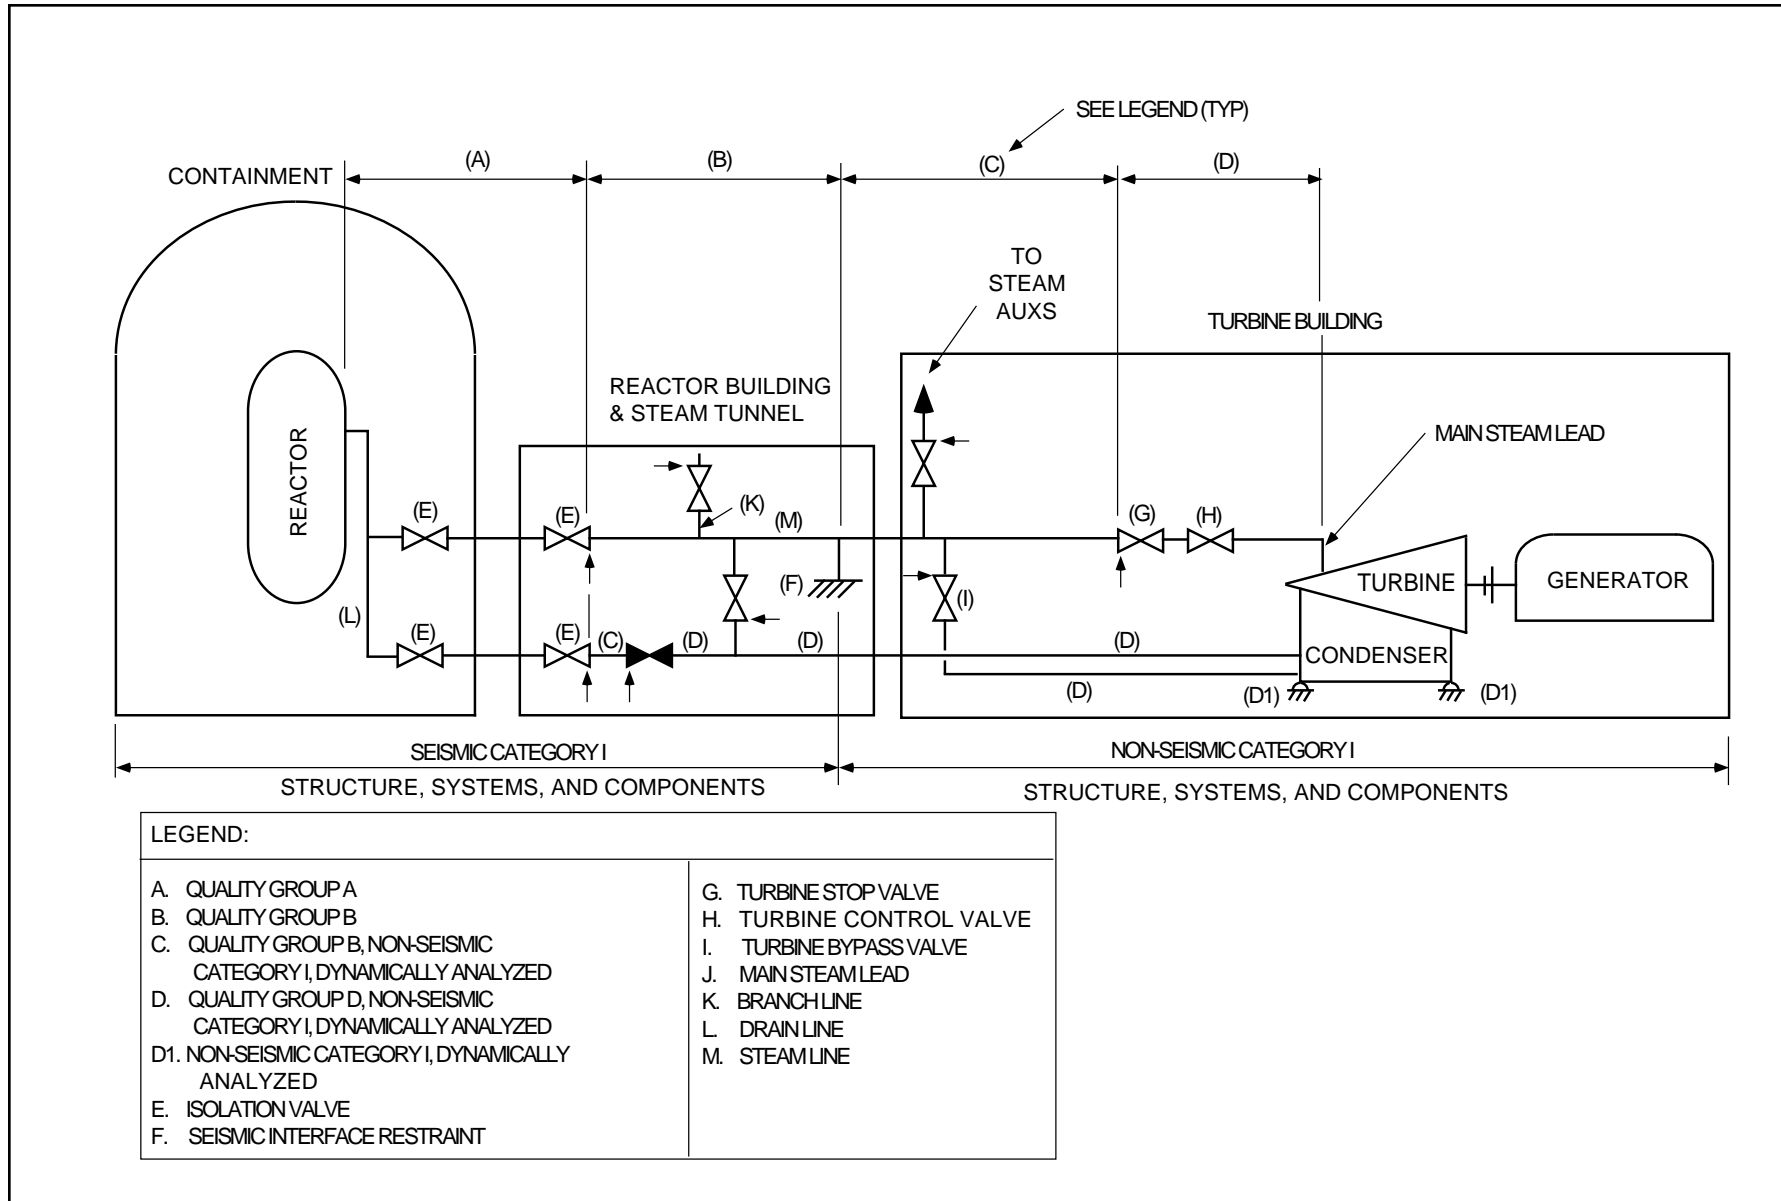 SEE LEGEND (TYP)
(A)
(B)
(C)
(D)
CONTAINMENT
TO
STEAM
AUXS
TURBINE BUILDING
REACTOR BUILDING
& STEAM TUNNEL
MAIN STEAM LEAD
REACTOR
(E)
(E)
(K)
(M)
(G)
(H)
(F)
(I)
TURBINE
GENERATOR
(L)
(E)
(E)
(C)
(D)
(D)
(D)
CONDENSER
(D)
(D1)
(D1)
SEISMIC CATEGORY I
STRUCTURE, SYSTEMS, AND COMPONENTS
NON-SEISMIC CATEGORY I
STRUCTURE, SYSTEMS, AND COMPONENTS
LEGEND:
A. QUALITY GROUP A
B. QUALITY GROUP B
C. QUALITY GROUP B, NON-SEISMIC
CATEGORY I, DYNAMICALLY ANALYZED
D. QUALITY GROUP D, NON-SEISMIC
CATEGORY I, DYNAMICALLY ANALYZED
D1. NON-SEISMIC CATEGORY I, DYNAMICALLY
ANALYZED
E. ISOLATION VALVE
F. SEISMIC INTERFACE RESTRAINT
G. TURBINE STOP VALVE
H. TURBINE CONTROL VALVE
I. TURBINE BYPASS VALVE
J. MAIN STEAM LEAD
K. BRANCH LINE
L. DRAIN LINE
M. STEAM LINE